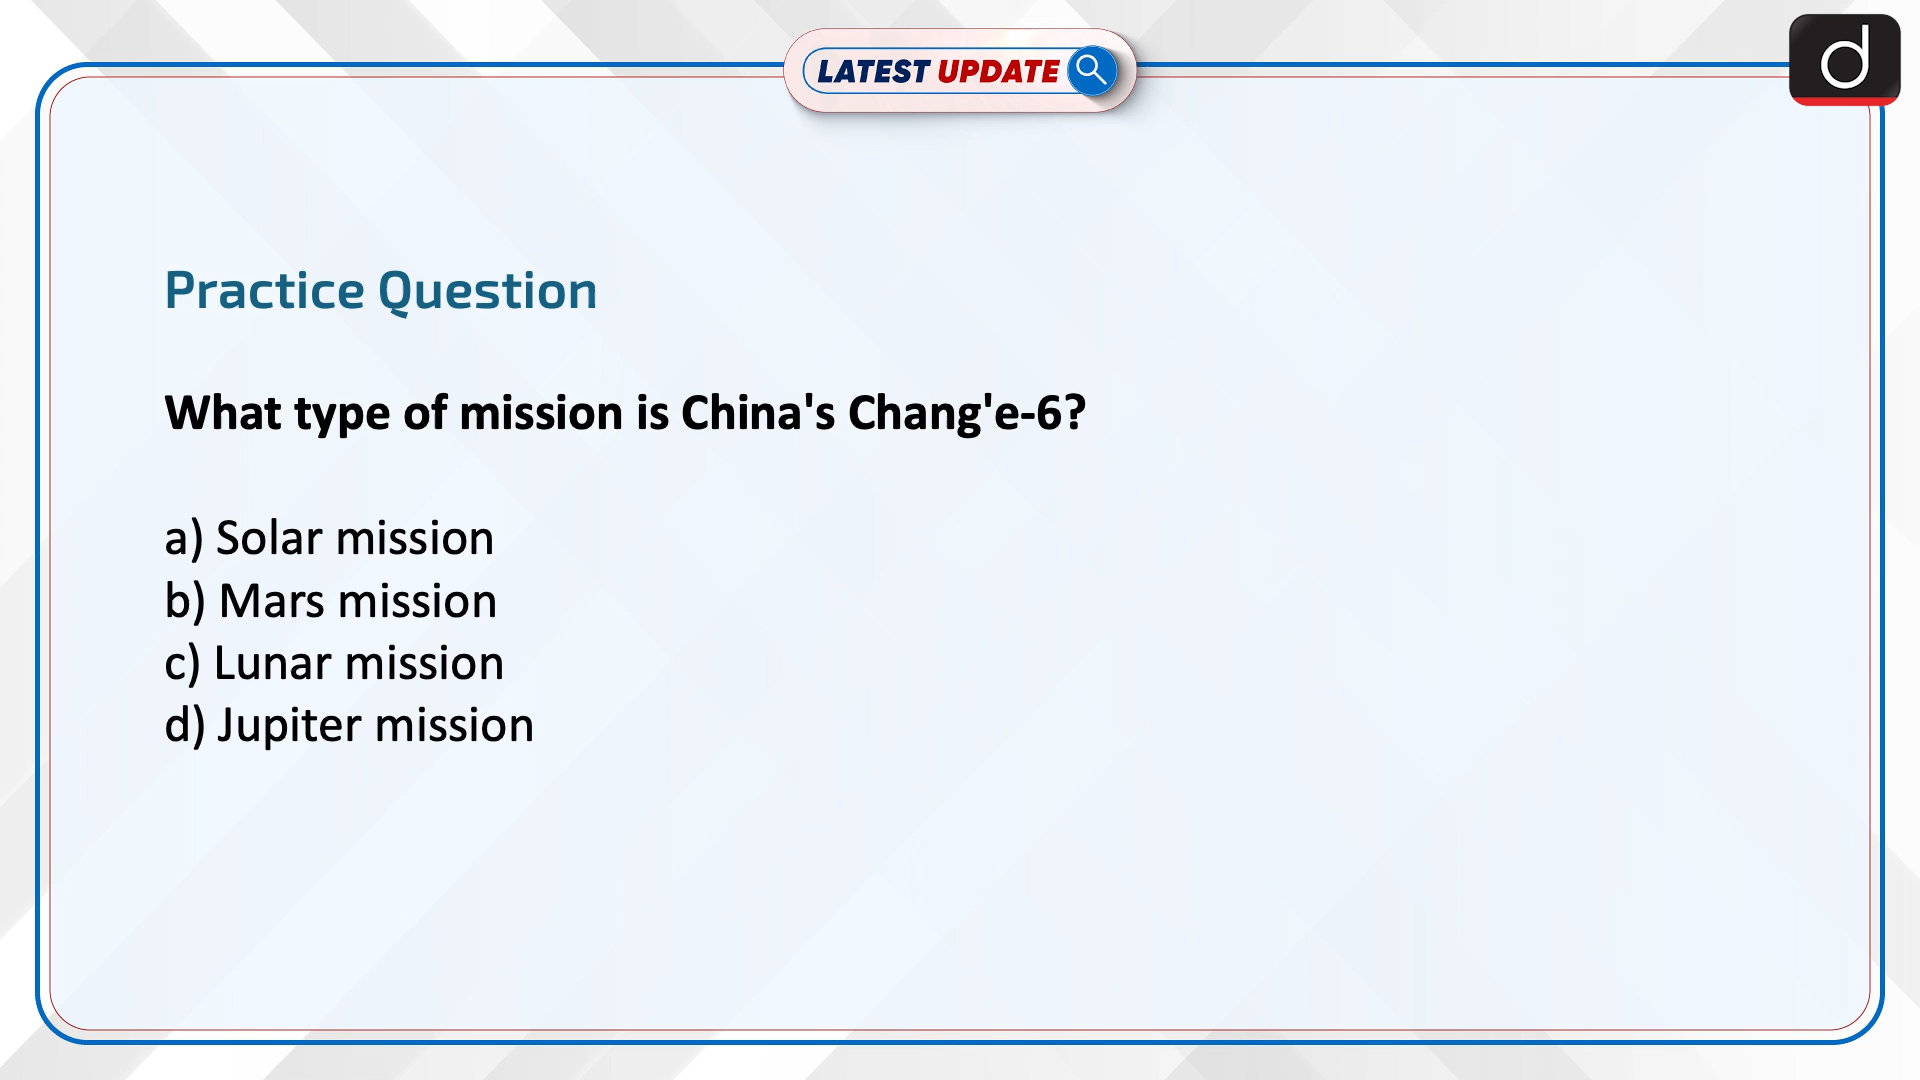 LATEST UPDATE
d
Practice Question
What type of mission is China's Chang'e-6?
a) Solar mission
b) Mars mission
c) Lunar mission
d) Jupiter mission